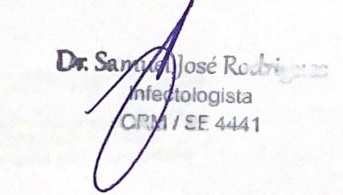 Dr. Samuel José Rodrigues
Infectologista
CRM / SE 4441